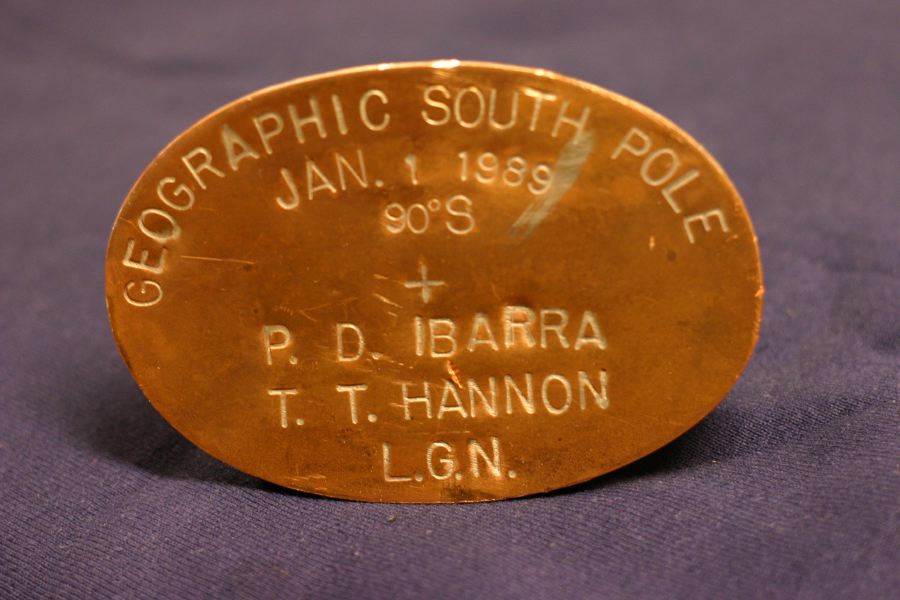 GEOGRAPHIC SOUTH POLE
JAN. 1 1989
90°S
+
P. D. IBARRA
T. T. HANNON
L.G.N.